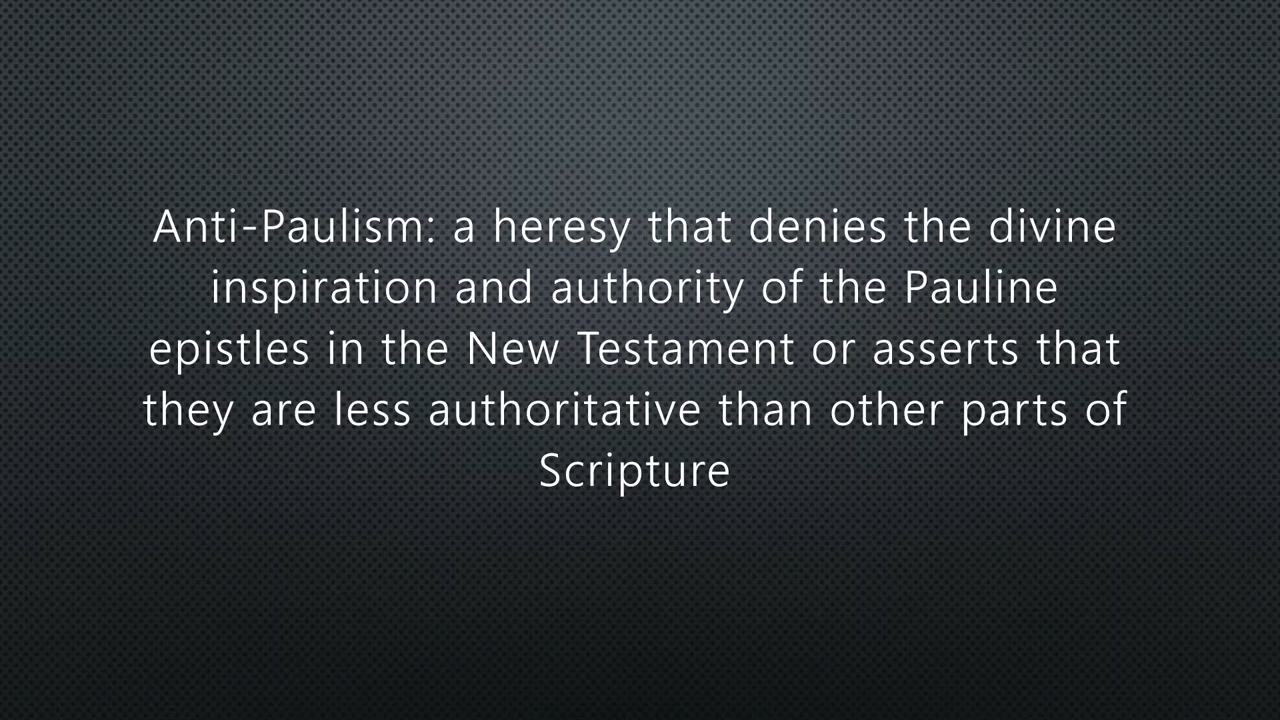 Anti-Paulism: a heresy that denies the divine
inspiration and authority of the Pauline
epistles in the New Testament or asserts that
they are less authoritative than other parts of
Scripture